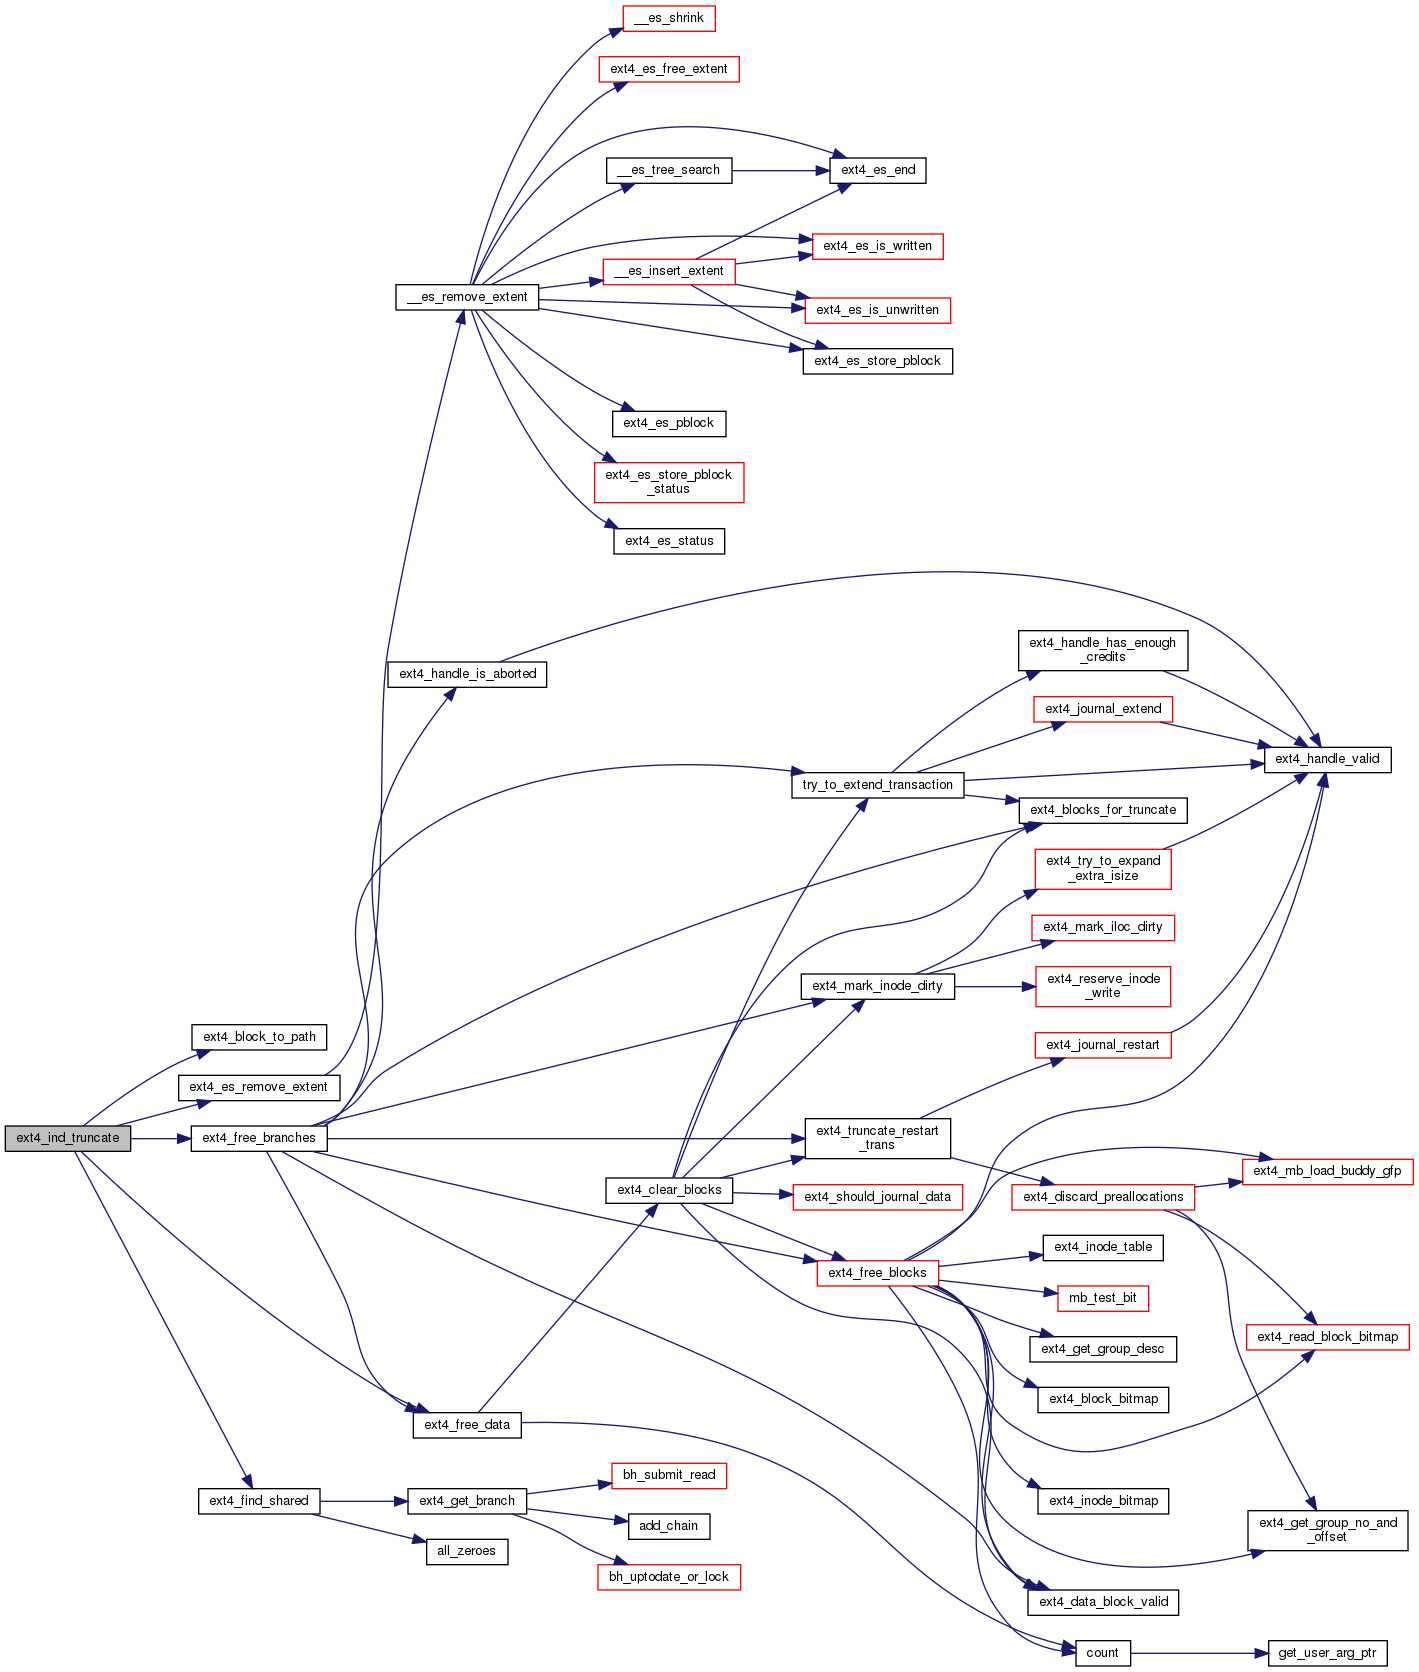 __es_shrink
ext4_es_free_extent
__es_tree_search
ext4_es_end
ext4_es_is_written
__es_insert_extent
__es_remove_extent
ext4_es_is_unwritten
ext4_es_store_pblock
ext4_es_pblock
ext4_es_store_pblock
_status
ext4_es_status
ext4_handle_has_enough
_credits
ext4_handle_is_aborted
ext4_journal_extend
ext4_handle_valid
try_to_extend_transaction
ext4_blocks_for_truncate
ext4_try_to_expand
_extra_isize
ext4_mark_iloc_dirty
ext4_mark_inode_dirty
ext4_reserve_inode
_write
ext4_block_to_path
ext4_journal_restart
ext4_es_remove_extent
ext4_ind_truncate
ext4_free_branches
ext4_truncate_restart
_trans
ext4_mb_load_buddy_gfp
ext4_clear_blocks
ext4_should_journal_data
ext4_discard_preallocations
ext4_inode_table
ext4_free_blocks
mb_test_bit
ext4_read_block_bitmap
ext4_get_group_desc
ext4_block_bitmap
ext4_free_data
bh_submit_read
ext4_find_shared
ext4_get_branch
ext4_inode_bitmap
add_chain
ext4_get_group_no_and
_offset
all_zeroes
bh_uptodate_or_lock
ext4_data_block_valid
count
get_user_arg_ptr